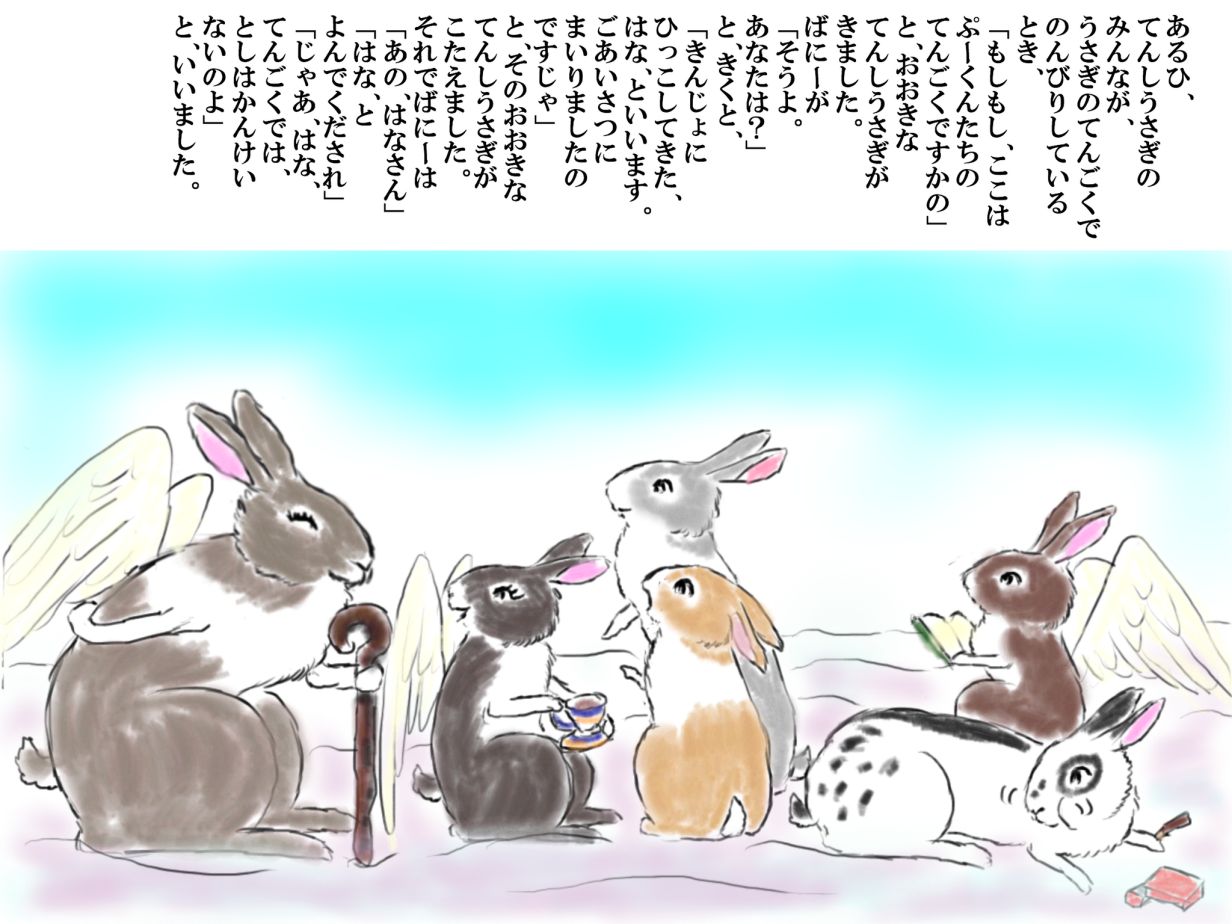 あるひ、
てんしうさぎの
みんなが、
うさぎのてんごくで
のんびりしている
とき、
「もしもし、ここは
ぷーくんたちの
てんごくですかの」
と、おおきな
てんしうさぎが
きました。
ばにーが
「そうよ。
あなたは？」
と、きくと、
「きんじょに
ひっこしてきた、
はな、といいます。
ごあいさつに
まいりましたの
ですじゃ」
と、そのおおきな
てんしうさぎが
こたえました。
それでばにーは
「あの、はなさん」
「はな、と
よんでくだされ」
「じゃあ、はな、
てんごくでは、
としはかんけい
ないのよ」
と、いいました。